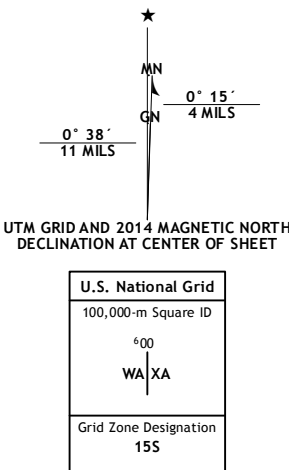 ★
MN
0° 15´
GN
4 MILS
0° 38´
11 MILS
UTM GRID AND 2014 MAGNETIC NORTH
DECLINATION AT CENTER OF SHEET
U.S. National Grid
100,000-m Square ID
⁶00
WA XA
Grid Zone Designation
15S